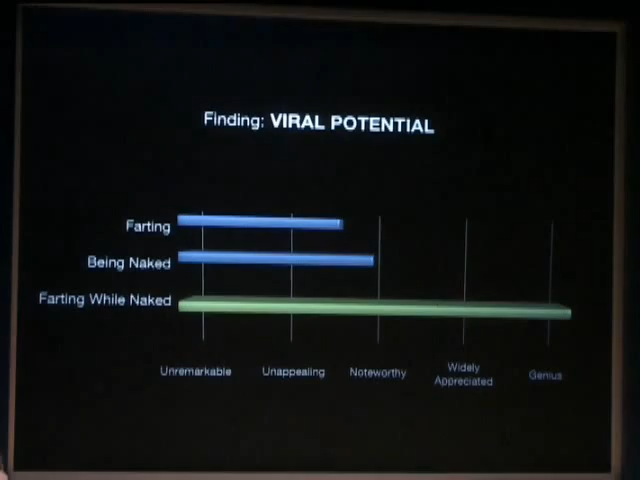 Finding: VIRAL POTENTIAL
Farting
Being Naked
Farting While Naked
Unremarkable
Unappealing
Noteworthy
Widely
Appreciated
Genius